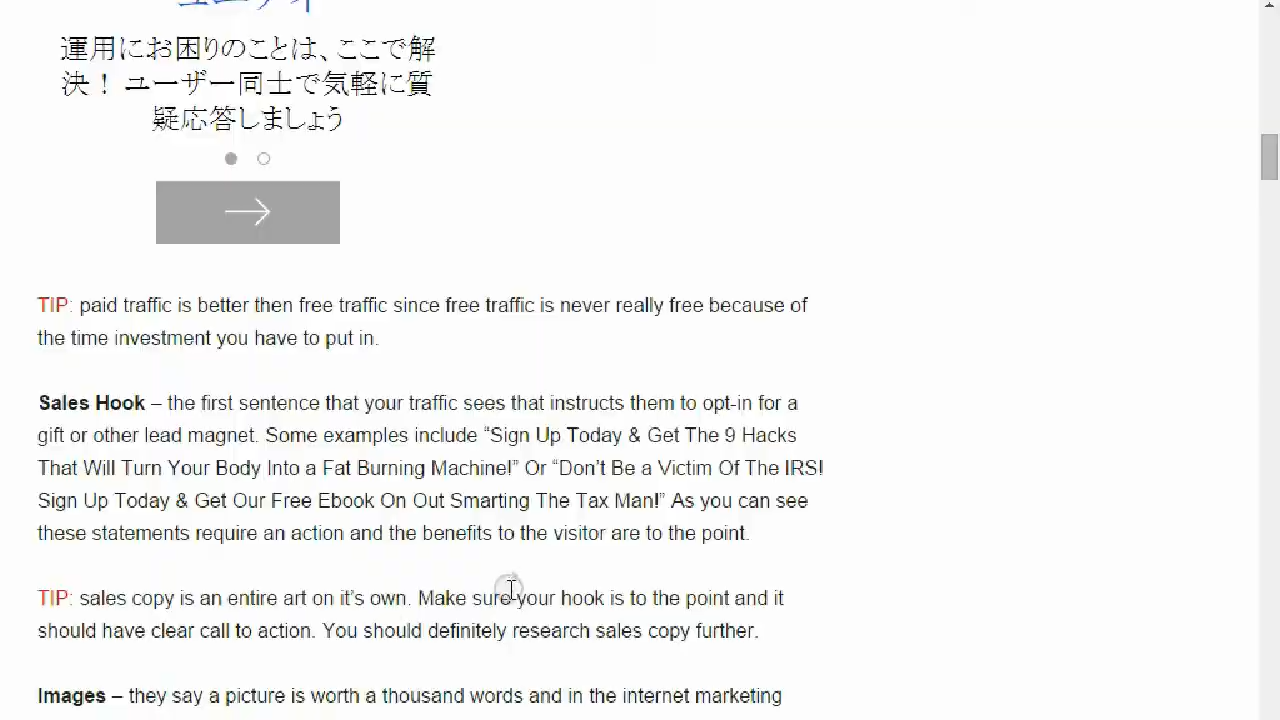 運用にお困りのことは、ここで解
決！ ユーザー同士で気軽に質
疑応答しましょう
TIP: paid traffic is better then free traffic since free traffic is never really free because of
the time investment you have to put in.
Sales Hook – the first sentence that your traffic sees that instructs them to opt-in for a
gift or other lead magnet. Some examples include “Sign Up Today & Get The 9 Hacks
That Will Turn Your Body Into a Fat Burning Machine!” Or “Don’t Be a Victim Of The IRS!
Sign Up Today & Get Our Free Ebook On Out Smarting The Tax Man!” As you can see
these statements require an action and the benefits to the visitor are to the point.
TIP: sales copy is an entire art on it’s own. Make sure your hook is to the point and it
should have clear call to action. You should definitely research sales copy further.
Images – they say a picture is worth a thousand words and in the internet marketing